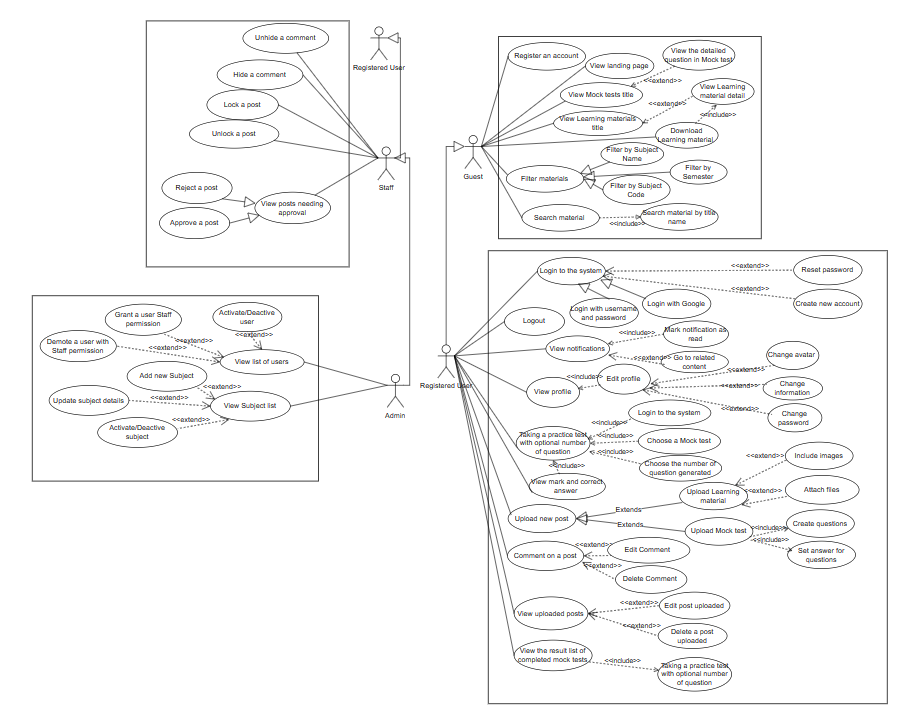 Unhide a comment
Hide a comment
Lock a post
Unlock a post
Reject a post
Approve a post
View posts needing
approval
Registered User
Staff
Register an account
View landing page
View the detailed
question in Mock test
<<extend>>
View Mock tests title
View Learning
material detail
<<extend>>
View Learning materials
title
<<include>>
Download
Learning material
Guest
Filter by Subject
Name
Filter materials
Filter by
Semester
Filter by Subject
Code
Search material
<<include>>
Search material by title
name
Grant a user Staff
permission
Activate/Deactive
user
<<extend>>
<<extend>>
Demote a user with
Staff permission
<<extend>>
View list of users
Add new Subject
<<extend>>
Update subject details
<<extend>>
View Subject list
<<extend>>
Activate/Deactive
subject
Admin
Registered User
Login to the system
<<extend>>
Reset password
<<extend>>
Create new account
Login with username
and password
Login with Google
Logout
<<include>>
Mark notification as
read
View notifications
<<extend>>
Go to related
content
Change avatar
<<extend>>
<<include>>
Edit profile
View profile
<<extend>>
Change
information
<<extend>>
Change
password
Login to the system
<<include>>
Taking a practice test
with optional number
of question
<<include>>
Choose a Mock test
<<include>>
Choose the number of
question generated
<<include>>
View mark and correct
answer
<<extend>>
Include images
Upload Learning
material
<<extend>>
Attach files
Extends
Upload new post
Extends
Upload Mock test
<<include>>
Create questions
<<include>>
Set answer for
questions
Comment on a post
<<extend>>
Edit Comment
<<extend>>
Delete Comment
View uploaded posts
<<extend>>
Edit post uploaded
<<extend>>
Delete a post
uploaded
View the result list of
completed mock tests
<<include>>
Taking a practice test
with optional number
of question